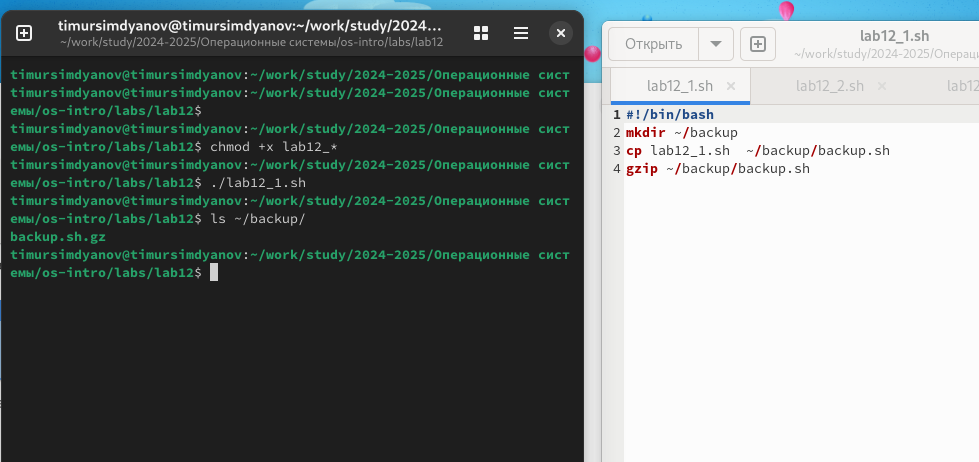 timursimdyanov@timursimdyanov:~/work/study/2024...
~/work/study/2024-2025/Операционные системы/os-intro/labs/lab12
timursimdyanov@timursimdyanov:~/work/study/2024-2025/Операционные сист
timursimdyanov@timursimdyanov:~/work/study/2024-2025/Операционные сист
емы/os-intro/labs/lab12$
timursimdyanov@timursimdyanov:~/work/study/2024-2025/Операционные сист
емы/os-intro/labs/lab12$ chmod +x lab12_*
timursimdyanov@timursimdyanov:~/work/study/2024-2025/Операционные сист
емы/os-intro/labs/lab12$ ./lab12_1.sh
timursimdyanov@timursimdyanov:~/work/study/2024-2025/Операционные сист
емы/os-intro/labs/lab12$ ls ~/backup/
backup.sh.gz
timursimdyanov@timursimdyanov:~/work/study/2024-2025/Операционные сист
емы/os-intro/labs/lab12$
Открыть
lab12_1.sh
~/work/study/2024-2025/Операци
lab12_1.sh
lab12_2.sh
lab12
1 #!/bin/bash
2 mkdir ~/backup
3 cp lab12_1.sh  ~/backup/backup.sh
4 gzip ~/backup/backup.sh